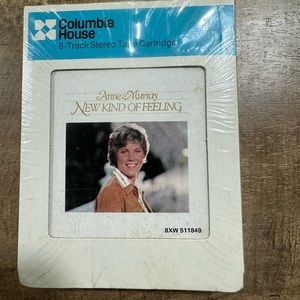 Columbia
House
8-Track Stereo Tape Cartridge
Anne Murray
NEW KIND OF FEELING
8XW 511849